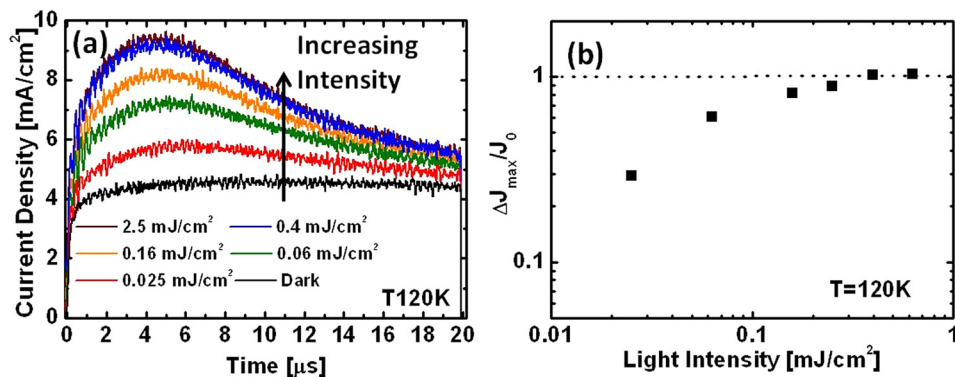 (a)
Increasing
Intensity
Current Density [mA/cm²]
10
8
6
4
2
0
2.5 mJ/cm²
0.4 mJ/cm²
0.16 mJ/cm²
0.06 mJ/cm²
0.025 mJ/cm²
Dark
T120K
0 2 4 6 8 10 12 14 16 18 20
Time [μs]
(b)
ΔJmax/J0
1
0.1
T=120K
0.01 0.1 1
Light Intensity [mJ/cm²]